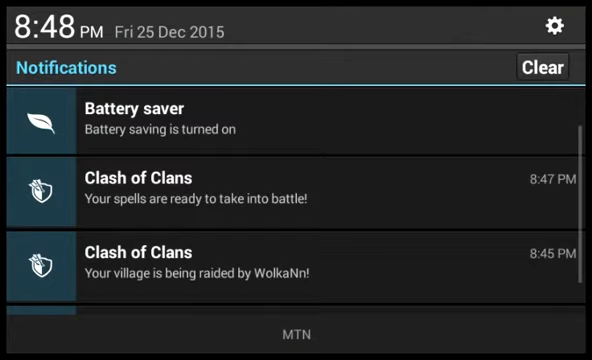 8:48 PM Fri 25 Dec 2015
Notifications Clear
Battery saver
Battery saving is turned on
Clash of Clans 8:47 PM
Your spells are ready to take into battle!
Clash of Clans 8:45 PM
Your village is being raided by WolkaNn!
MTN